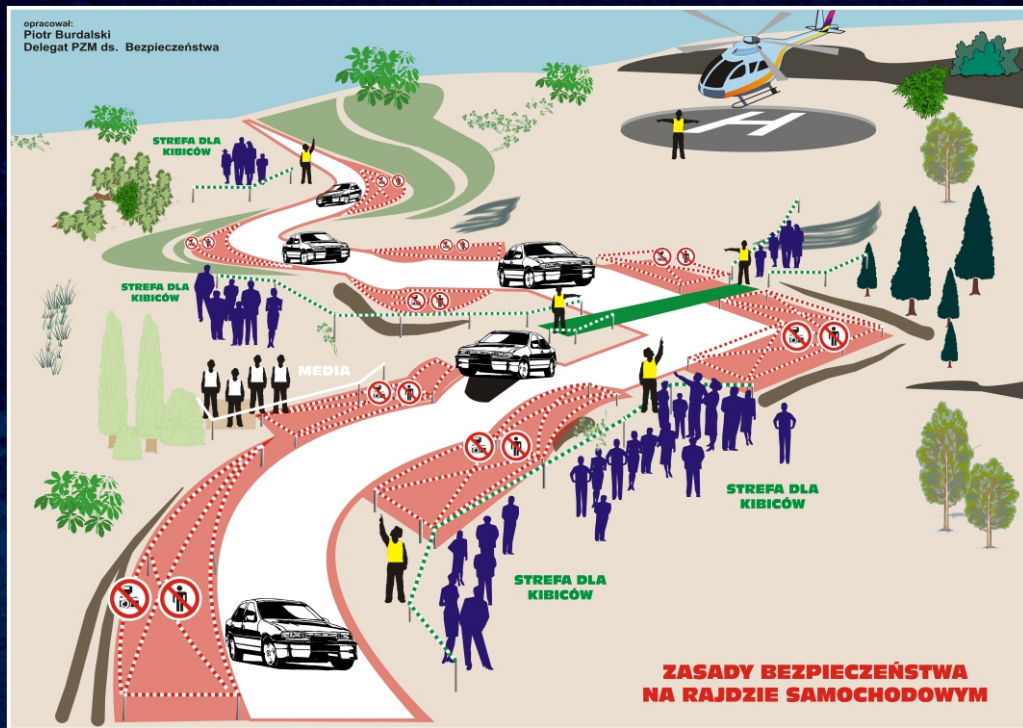 opracował:
Piotr Burdalski
Delegat PZM ds. Bezpieczeństwa
STREFA DLA
KIBICÓW
H
STREFA DLA
KIBICÓW
MEDIA
STREFA DLA
KIBICÓW
STREFA DLA
KIBICÓW
ZASADY BEZPIECZEŃSTWA
NA RAJDZIE SAMOCHODOWYM